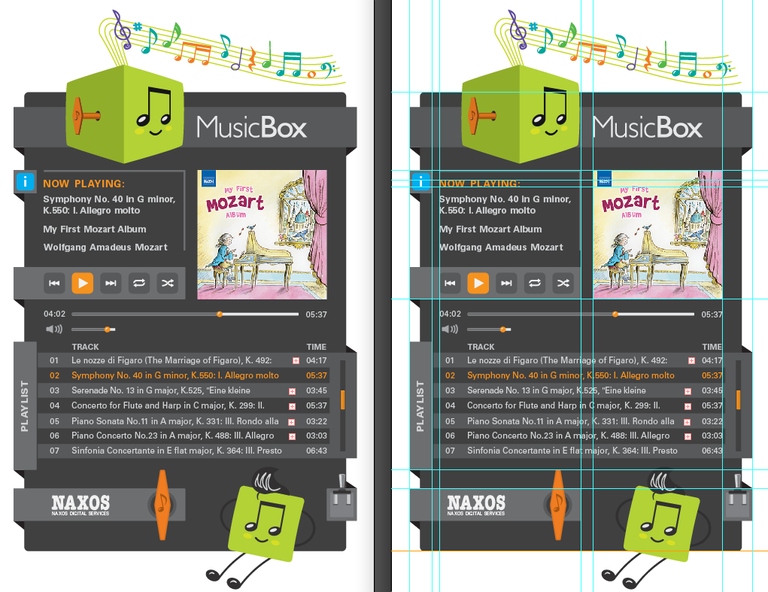 MusicBox
i
NOW PLAYING:
Symphony No. 40 in G minor,
K.550: I. Allegro molto
My First Mozart Album
Wolfgang Amadeus Mozart
My First
MOZART
ALBUM
04:02
05:37
TRACK TIME
01 Le nozze di Figaro (The Marriage of Figaro), K. 492: 04:17
02 Symphony No. 40 in G minor, K.550: I. Allegro molto 05:37
03 Serenade No. 13 in G major, K.525, "Eine kleine 03:45
04 Concerto for Flute and Harp in C major, K. 299: II. 05:37
05 Piano Sonata No.11 in A major, K. 331: III. Rondo alla 03:22
06 Piano Concerto No.23 in A major, K. 488: III. Allegro 03:03
07 Sinfonia Concertante in E flat major, K. 364: III. Presto 06:43
PLAYLIST
NAXOS
NAXOS DIGITAL SERVICES
MusicBox
i
NOW PLAYING:
Symphony No. 40 in G minor,
K.550: I. Allegro molto
My First Mozart Album
Wolfgang Amadeus Mozart
My First
MOZART
ALBUM
04:02
05:37
TRACK TIME
01 Le nozze di Figaro (The Marriage of Figaro), K. 492: 04:17
02 Symphony No. 40 in G minor, K.550: I. Allegro molto 05:37
03 Serenade No. 13 in G major, K.525, "Eine kleine 03:45
04 Concerto for Flute and Harp in C major, K. 299: II. 05:37
05 Piano Sonata No.11 in A major, K. 331: III. Rondo alla 03:22
06 Piano Concerto No.23 in A major, K. 488: III. Allegro 03:03
07 Sinfonia Concertante in E flat major, K. 364: III. Presto 06:43
PLAYLIST
NAXOS
NAXOS DIGITAL SERVICES